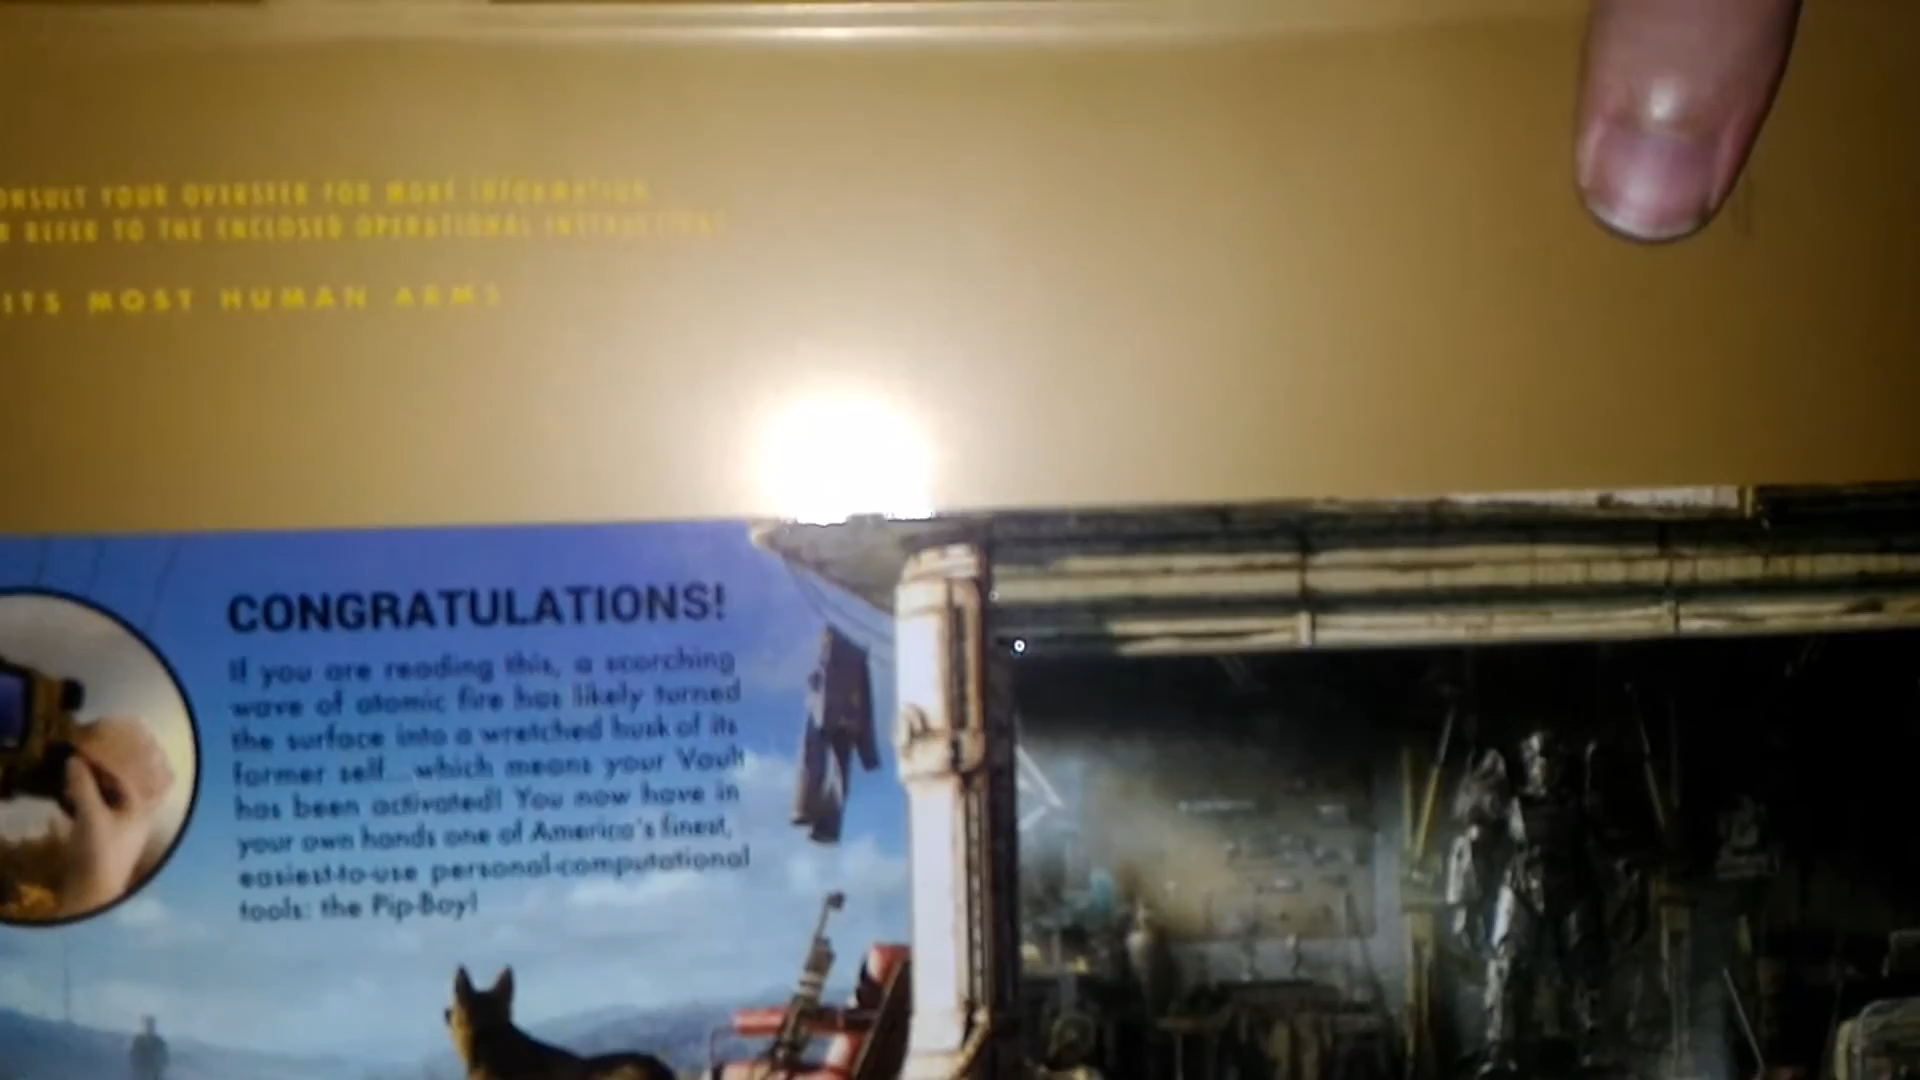 ONSULT YOUR OVERSEER FOR MORE INFORMATION
R REFER TO THE ENCLOSED OPERATIONAL INSTRUCTIONS
ITS MOST HUMAN ARMS
CONGRATULATIONS!
If you are reading this, a scorching
wave of atomic fire has likely turned
the surface into a wretched husk of its
former self...which means your Vault
has been activated! You now have in
your own hands one of America's finest,
easiest-to-use personal-computational
tools: the Pip-Boy!